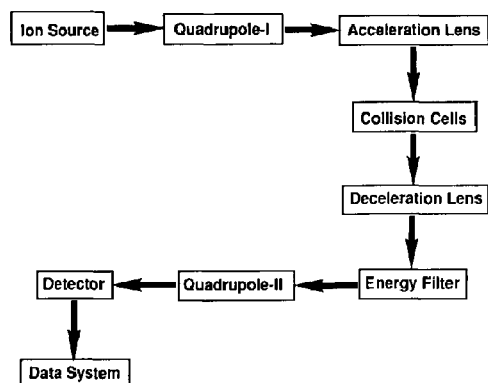 Ion Source
Quadrupole-I
Acceleration Lens
Collision Cells
Deceleration Lens
Energy Filter
Quadrupole-II
Detector
Data System